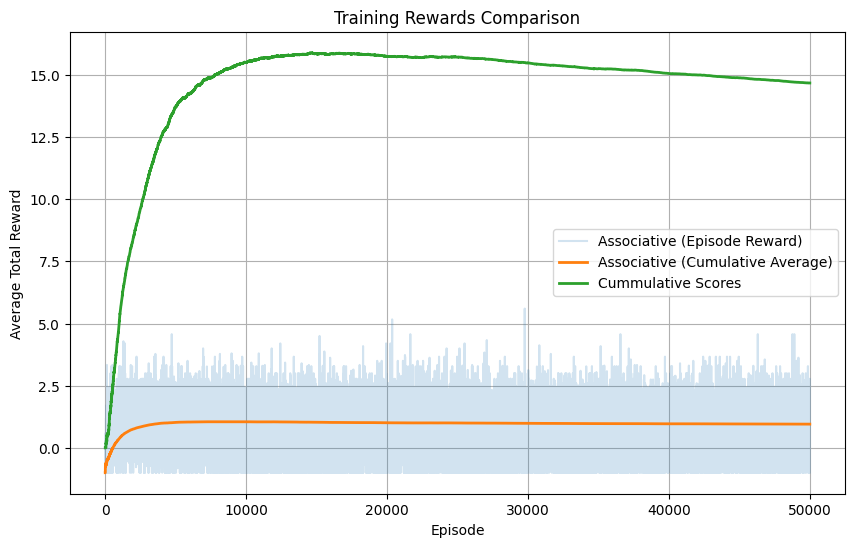 Training Rewards Comparison
Average Total Reward
15.0
12.5
10.0
7.5
5.0
2.5
0.0
Associative (Episode Reward)
Associative (Cumulative Average)
Cummulative Scores
0
10000
20000
30000
40000
50000
Episode